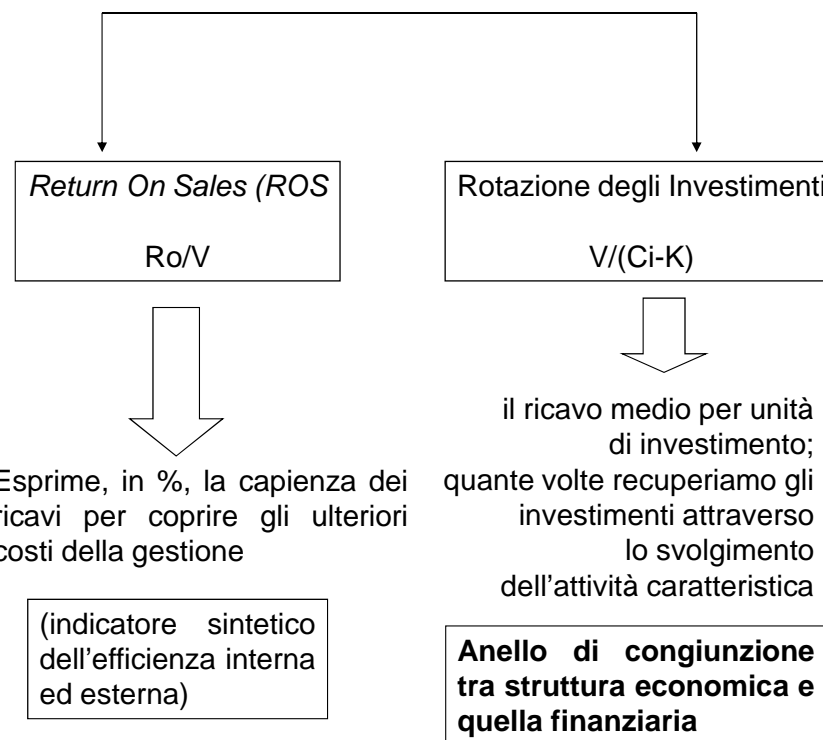 Return On Sales (ROS
Ro/V
Esprime, in %, la capienza dei
ricavi per coprire gli ulteriori
costi della gestione
(indicatore sintetico
dell'efficienza interna
ed esterna)
Rotazione degli Investimenti
V/(Ci-K)
il ricavo medio per unità
di investimento;
quante volte recuperiamo gli
investimenti attraverso
lo svolgimento
dell'attività caratteristica
Anello di congiunzione
tra struttura economica e
quella finanziaria